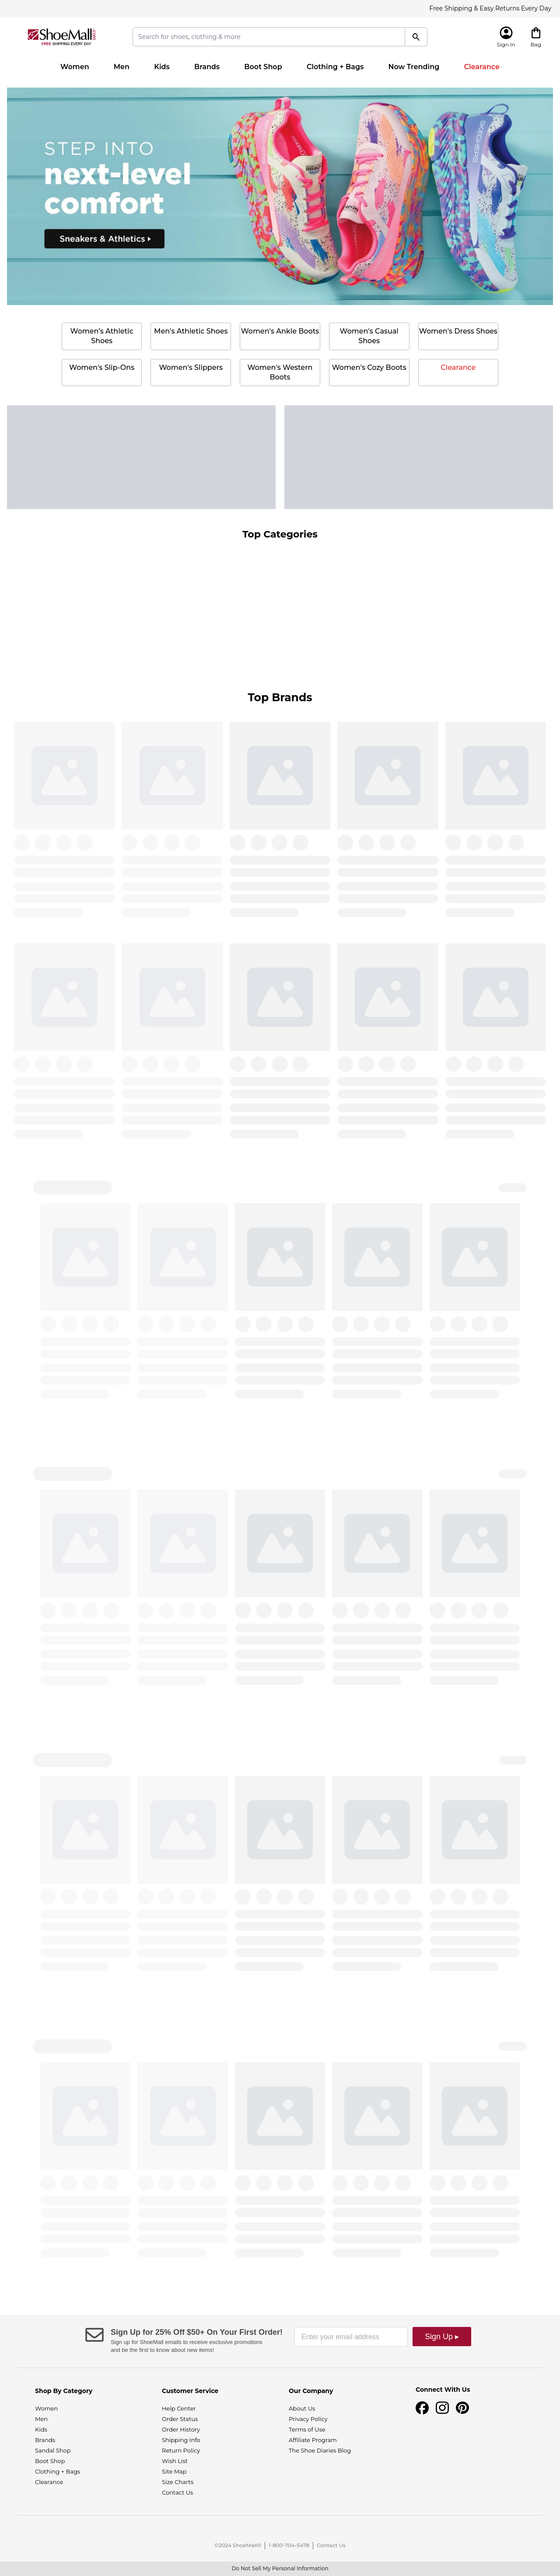 Free Shipping & Easy Returns Every Day
ShoeMall
FREE SHIPPING EVERY DAY
Search for shoes, clothing & more
Sign In
Bag
Women
Men
Kids
Brands
Boot Shop
Clothing + Bags
Now Trending
Clearance
STEP INTO
next-level
comfort
Sneakers & Athletics
Women's Athletic
Shoes
Men's Athletic Shoes
Women's Ankle Boots
Women's Casual
Shoes
Women's Dress Shoes
Women's Slip-Ons
Women's Slippers
Women's Western
Boots
Women's Cozy Boots
Clearance
Top Categories
Top Brands
Sign Up for 25% Off $50+ On Your First Order!
Sign up for ShoeMall emails to receive exclusive promotions
and be the first to know about new items!
Enter your email address
Sign Up ▸
Shop By Category
Women
Men
Kids
Brands
Sandal Shop
Boot Shop
Clothing + Bags
Clearance
Customer Service
Help Center
Order Status
Order History
Shipping Info
Return Policy
Wish List
Site Map
Size Charts
Contact Us
Our Company
About Us
Privacy Policy
Terms of Use
Affiliate Program
The Shoe Diaries Blog
Connect With Us
©2024 ShoeMall® | 1-800-704-5478 | Contact Us
Do Not Sell My Personal Information